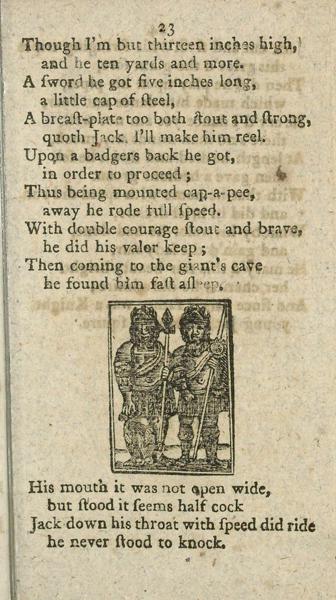 23
Though I'm but thirteen inches high,
and he ten yards and more.
A ſword he got five inches long,
a little cap of ſteel,
A breaſt-plate too both ſtout and ſtrong,
quoth Jack, I'll make him reel.
Upon a badgers back he got,
in order to proceed;
Thus being mounted cap-a-pee,
away he rode full ſpeed.
With double courage ſtout and brave,
he did his valor keep;
Then coming to the giant's cave
he found him faſt aſleep.
His mouth it was not open wide,
but ſtood it ſeems half cock
Jack down his throat with ſpeed did ride
he never ſtood to knock.